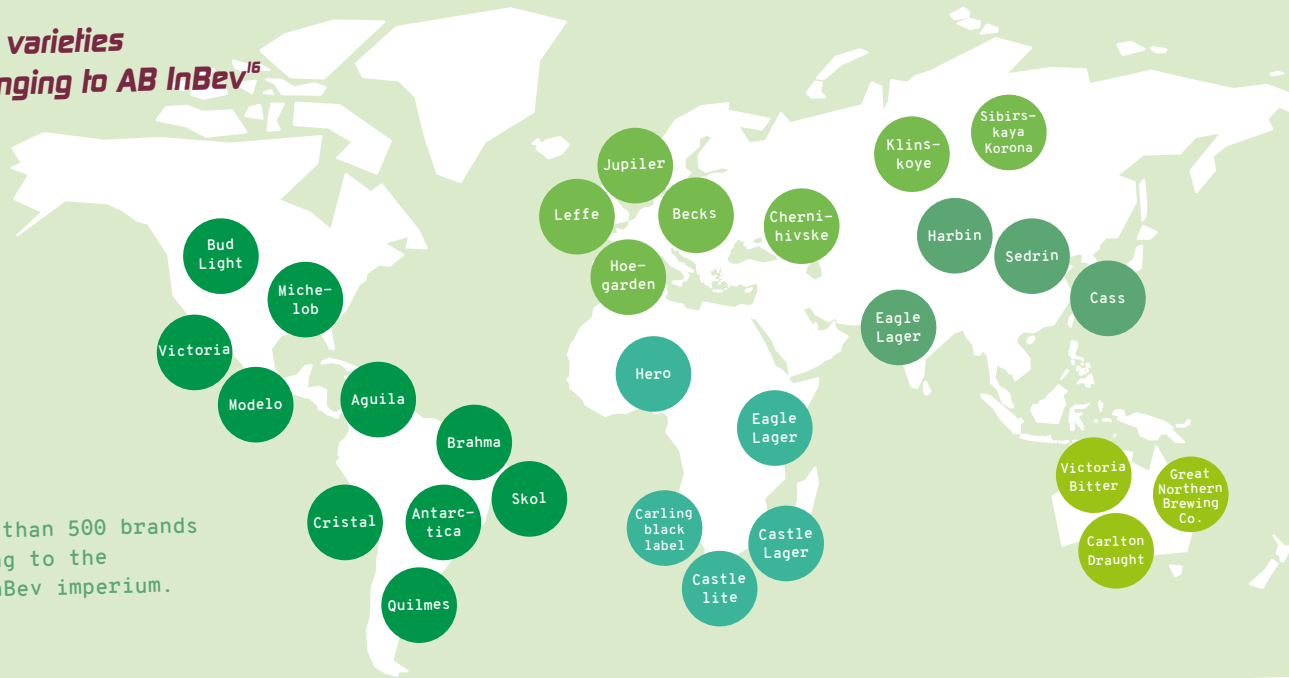 varieties
nging to AB InBev16
Sibirs-
kaya
Korona
Klins-
koye
Jupiler
Leffe
Becks
Cherni-
hivske
Hoe-
garden
Harbin
Sedrin
Cass
Eagle
Lager
Bud
Light
Miche-
lob
Victoria
Modelo
Aguila
Brahma
Skol
Cristal
Antarc-
tica
Quilmes
Hero
Eagle
Lager
Carling
black
label
Castle
Lager
Castle
lite
Victoria
Bitter
Great
Northern
Brewing
Co.
Carlton
Draught
than 500 brands
g to the
Bev imperium.